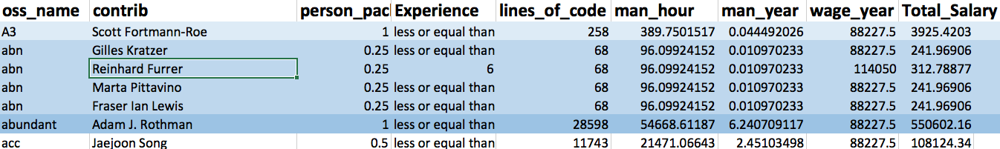 oss_name contrib person_pac Experience lines_of_code man_hour man_year wage_year Total_Salary
A3 Scott Fortmann-Roe 1 less or equal than 258 389.7501517 0.044492026 88227.5 3925.4203
abn Gilles Kratzer 0.25 less or equal than 68 96.09924152 0.010970233 88227.5 241.96906
abn Reinhard Furrer 0.25 6 68 96.09924152 0.010970233 114050 312.78877
abn Marta Pittavino 0.25 less or equal than 68 96.09924152 0.010970233 88227.5 241.96906
abn Fraser Ian Lewis 0.25 less or equal than 68 96.09924152 0.010970233 88227.5 241.96906
abundant Adam J. Rothman 1 less or equal than 28598 54668.61187 6.240709117 88227.5 550602.16
acc Jaejoon Song 0.5 less or equal than 11743 21471.06643 2.45103498 88227.5 108124.34